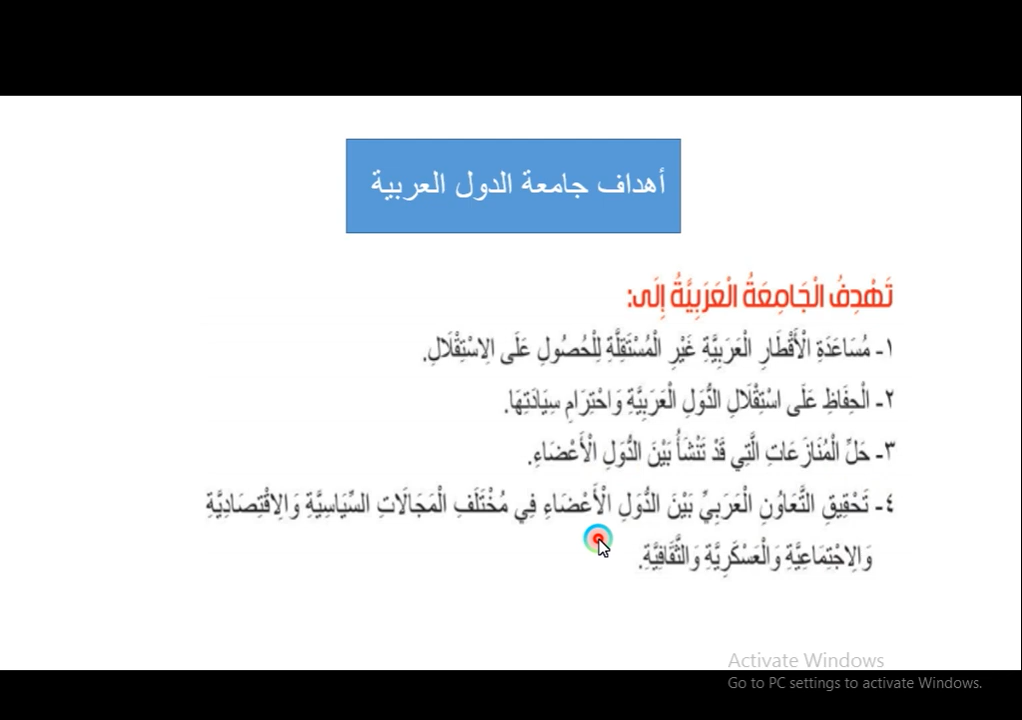 أهداف جامعة الدول العربية
تَهْدِفُ الْجَامِعَةُ الْعَرَبِيَّةُ إِلَى:
١- مُسَاعَدَةِ الْأَقْطَارِ الْعَرَبِيَّةِ غَيْرِ الْمُسْتَقِلَّةِ لِلْحُصُولِ عَلَى الِاسْتِقْلَالِ.
٢- الْحِفَاظِ عَلَى اسْتِقْلَالِ الدُّوَلِ الْعَرَبِيَّةِ وَاحْتِرَامِ سِيَادَتِهَا.
٣- حَلِّ الْمُنَازَعَاتِ الَّتِي قَدْ تَنْشَأُ بَيْنَ الدُّوَلِ الْأَعْضَاءِ.
٤- تَحْقِيقِ التَّعَاوُنِ الْعَرَبِيِّ بَيْنَ الدُّوَلِ الْأَعْضَاءِ فِي مُخْتَلَفِ الْمَجَالَاتِ السِّيَاسِيَّةِ وَالِاقْتِصَادِيَّةِ
وَالِاجْتِمَاعِيَّةِ وَالْعَسْكَرِيَّةِ وَالثَّقَافِيَّةِ.
Activate Windows
Go to PC settings to activate Windows.